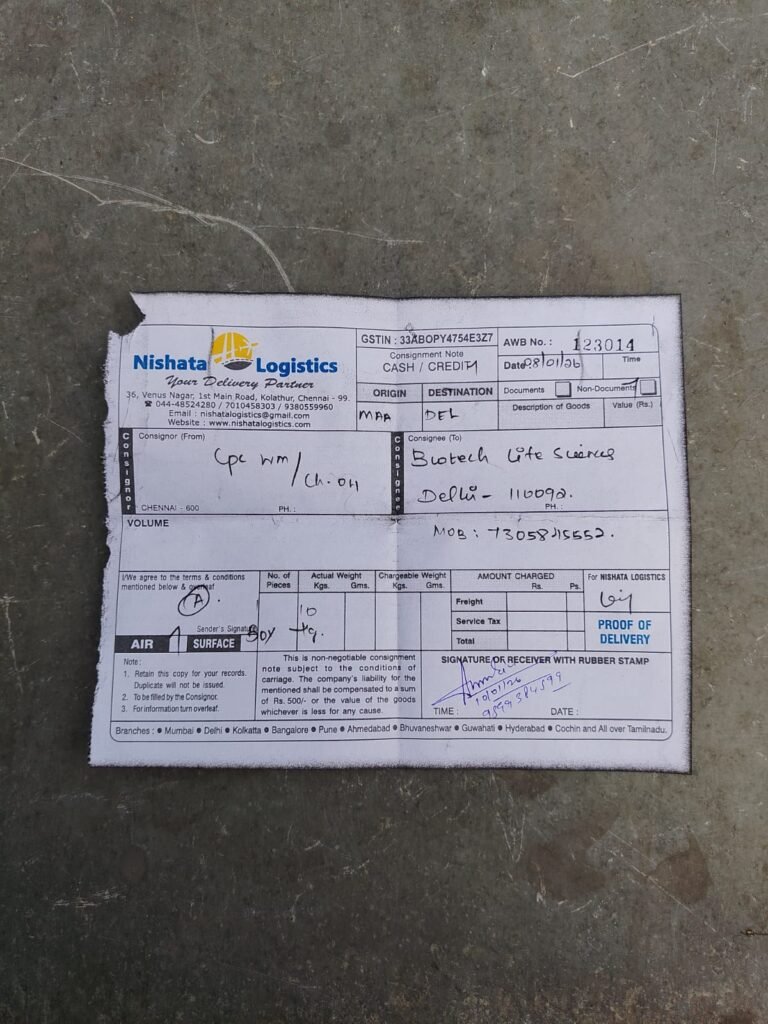 Nishata Logistics
Your Delivery Partner
36, Venus Nagar, 1st Main Road, Kolathur, Chennai - 99.
☎ 044-48524280 / 7010458303 / 9380559960
Email : nishatalogistics@gmail.com
Website : www.nishatalogistics.com
GSTIN : 33ABOPY4754E3Z7
Consignment Note
CASH / CREDIT
AWB No. : 123014
Date 08/01/26 Time
ORIGIN DESTINATION
MAA DEL
Documents Non-Documents
Description of Goods Value (Rs.)
Consignor
Consignor (From)
CHENNAI - 600 PH. :
Consignee
Consignee (To)
Biotech Life Sciences
Delhi - 110092.
PH. :
VOLUME
MOB : 7305845552.
I/We agree to the terms & conditions
mentioned below & overleaf
A
Sender's Signature
AIR SURFACE
No. of Pieces
BOX
Actual Weight
Kgs. Gms.
10
Kg.
Chargeable Weight
Kgs. Gms.
AMOUNT CHARGED
Rs. Ps.
Freight
Service Tax
Total
For NISHATA LOGISTICS
PROOF OF
DELIVERY
Note :
1. Retain this copy for your records.
Duplicate will not be issued.
2. To be filled by the Consignor.
3. For information turn overleaf.
This is non-negotiable consignment
note subject to the conditions of
carriage. The company's liability for the
mentioned shall be compensated to a sum
of Rs. 500/- or the value of the goods
whichever is less for any cause.
SIGNATURE OR RECEIVER WITH RUBBER STAMP
10/01/26
TIME : DATE :
Branches : ● Mumbai ● Delhi ● Kolkatta ● Bangalore ● Pune ● Ahmedabad ● Bhuvaneshwar ● Guwahati ● Hyderabad ● Cochin and All over Tamilnadu.